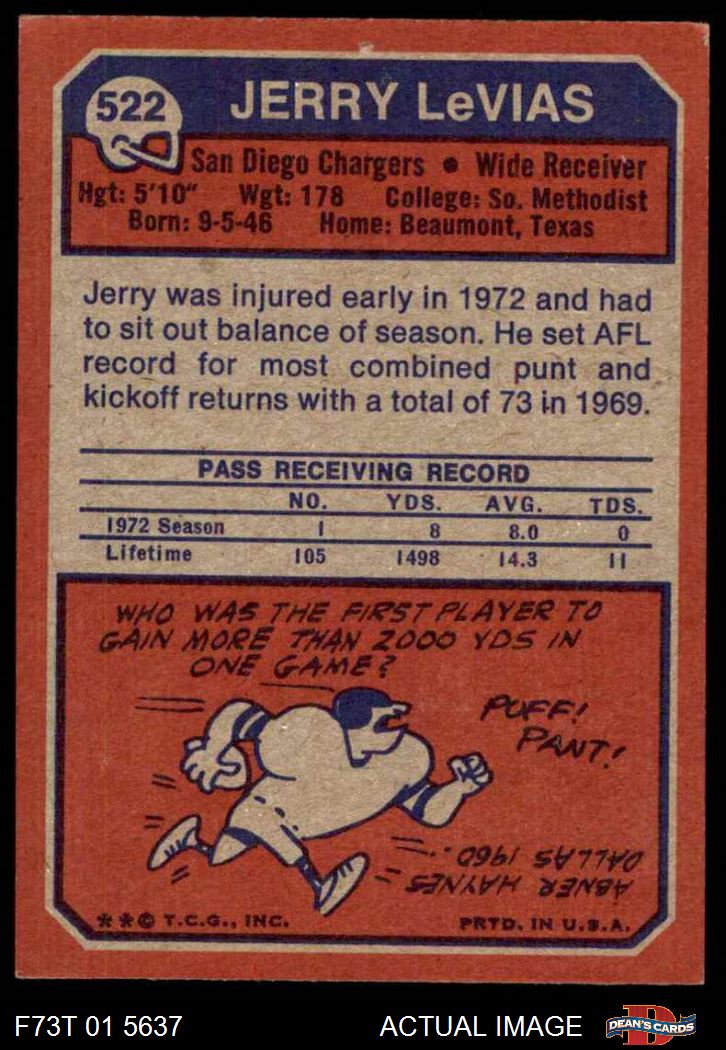 522
JERRY LeVIAS
San Diego Chargers • Wide Receiver
Hgt: 5'10" Wgt: 178 College: So. Methodist
Born: 9-5-46 Home: Beaumont, Texas
Jerry was injured early in 1972 and had
to sit out balance of season. He set AFL
record for most combined punt and
kickoff returns with a total of 73 in 1969.
PASS RECEIVING RECORD
NO. YDS. AVG. TDS.
1972 Season 1 8 8.0 0
Lifetime 105 1498 14.3 11
WHO WAS THE FIRST PLAYER TO
GAIN MORE THAN 2000 YDS IN
ONE GAME?
PUFF!
PANT!
ABNER HAYNES -
DALLAS 1960...
**© T.C.G., INC. PRTD. IN U.S.A.
F73T 01 5637 ACTUAL IMAGE
D
DEAN'S CARDS